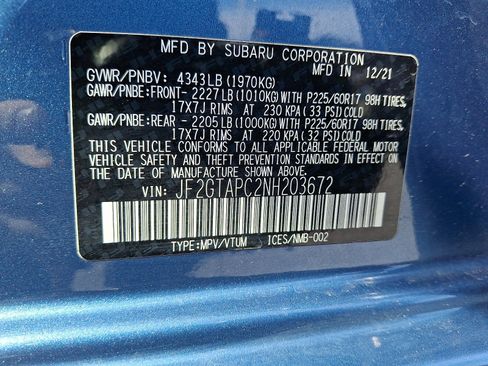 MFD BY SUBARU CORPORATION
MFD IN 12/21
GVWR/PNBV: 4343LB (1970KG)
GAWR/PNBE:FRONT- 2227LB(1010KG)WITH P225/60R17 98H TIRES,
17X7J RIMS AT 230 KPA(33 PSI)COLD
GAWR/PNBE:REAR - 2205LB(1000KG)WITH P225/60R17 98H TIRES,
17X7J RIMS AT 220 KPA(32 PSI)COLD
THIS VEHICLE CONFORMS TO ALL APPLICABLE FEDERAL MOTOR
VEHICLE SAFETY AND THEFT PREVENTION STANDARDS IN EFFECT ON
THE DATE OF MANUFACTURE SHOWN ABOVE.
VIN: JF2GTAPC2NH203672
TYPE:MPV/VTUM ICES/NMB-002